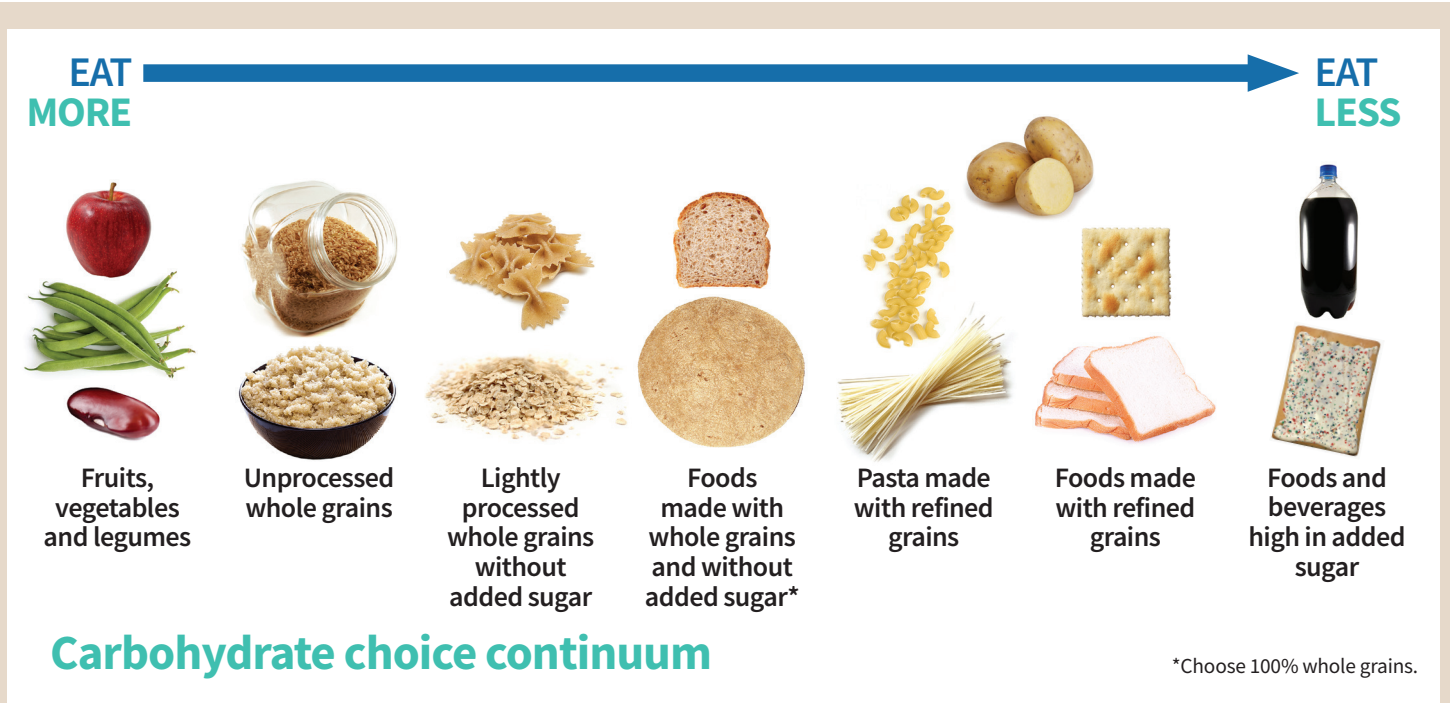 EAT
MORE
EAT
LESS
Fruits,
vegetables
and legumes
Unprocessed
whole grains
Lightly
processed
whole grains
without
added sugar
Foods
made with
whole grains
and without
added sugar*
Pasta made
with refined
grains
Foods made
with refined
grains
Foods and
beverages
high in added
sugar
Carbohydrate choice continuum
*Choose 100% whole grains.